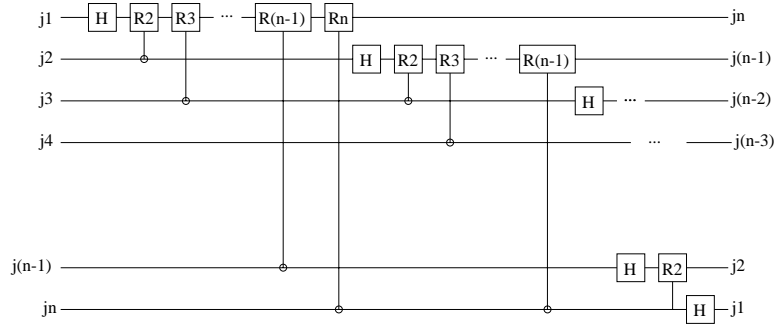 j1 H R2 R3 ... R(n-1) Rn jn
j2 H R2 R3 ... R(n-1) j(n-1)
j3 H ... j(n-2)
j4 ... j(n-3)
j(n-1) H R2 j2
jn H j1